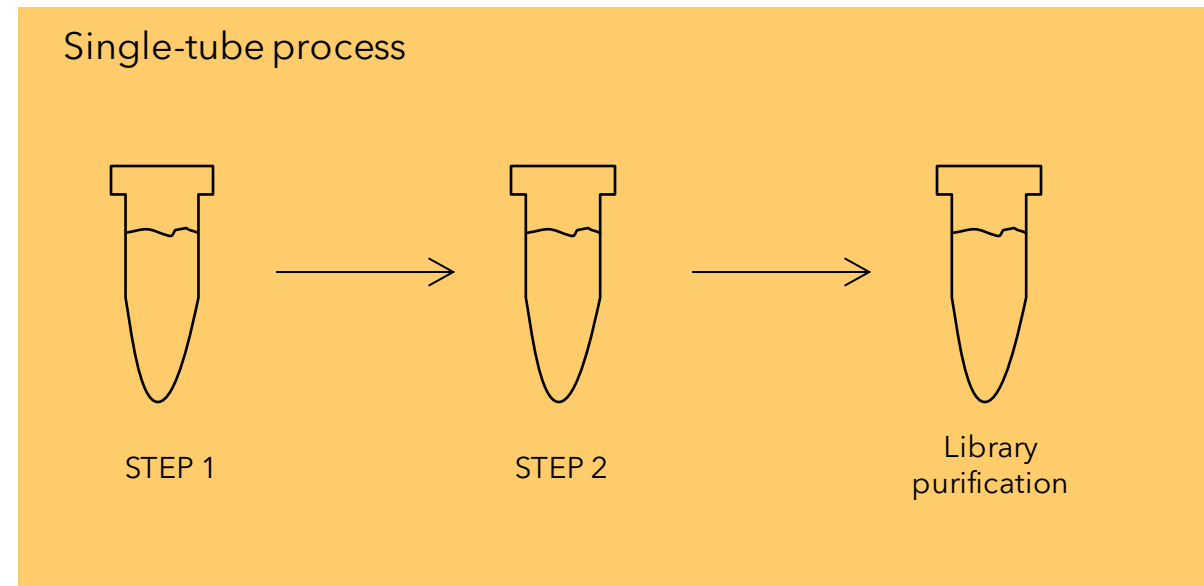 Single-tube process
STEP 1
STEP 2
Library
purification